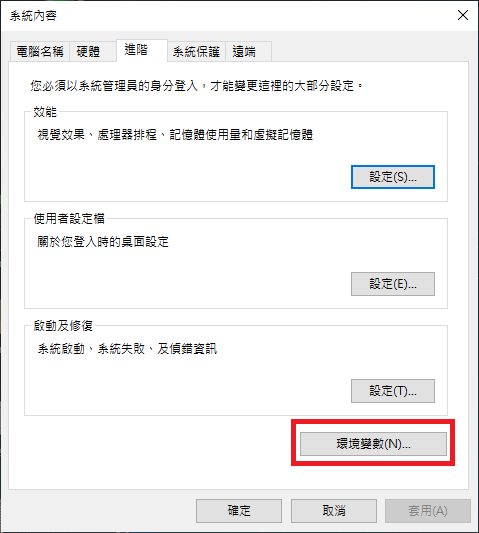 系統內容
電腦名稱 硬體 進階 系統保護 遠端
您必須以系統管理員的身分登入，才能變更這裡的大部分設定。
效能
視覺效果、處理器排程、記憶體使用量和虛擬記憶體
設定(S)...
使用者設定檔
關於您登入時的桌面設定
設定(E)...
啟動及修復
系統啟動、系統失敗、及偵錯資訊
設定(T)...
環境變數(N)...
確定 取消 套用(A)